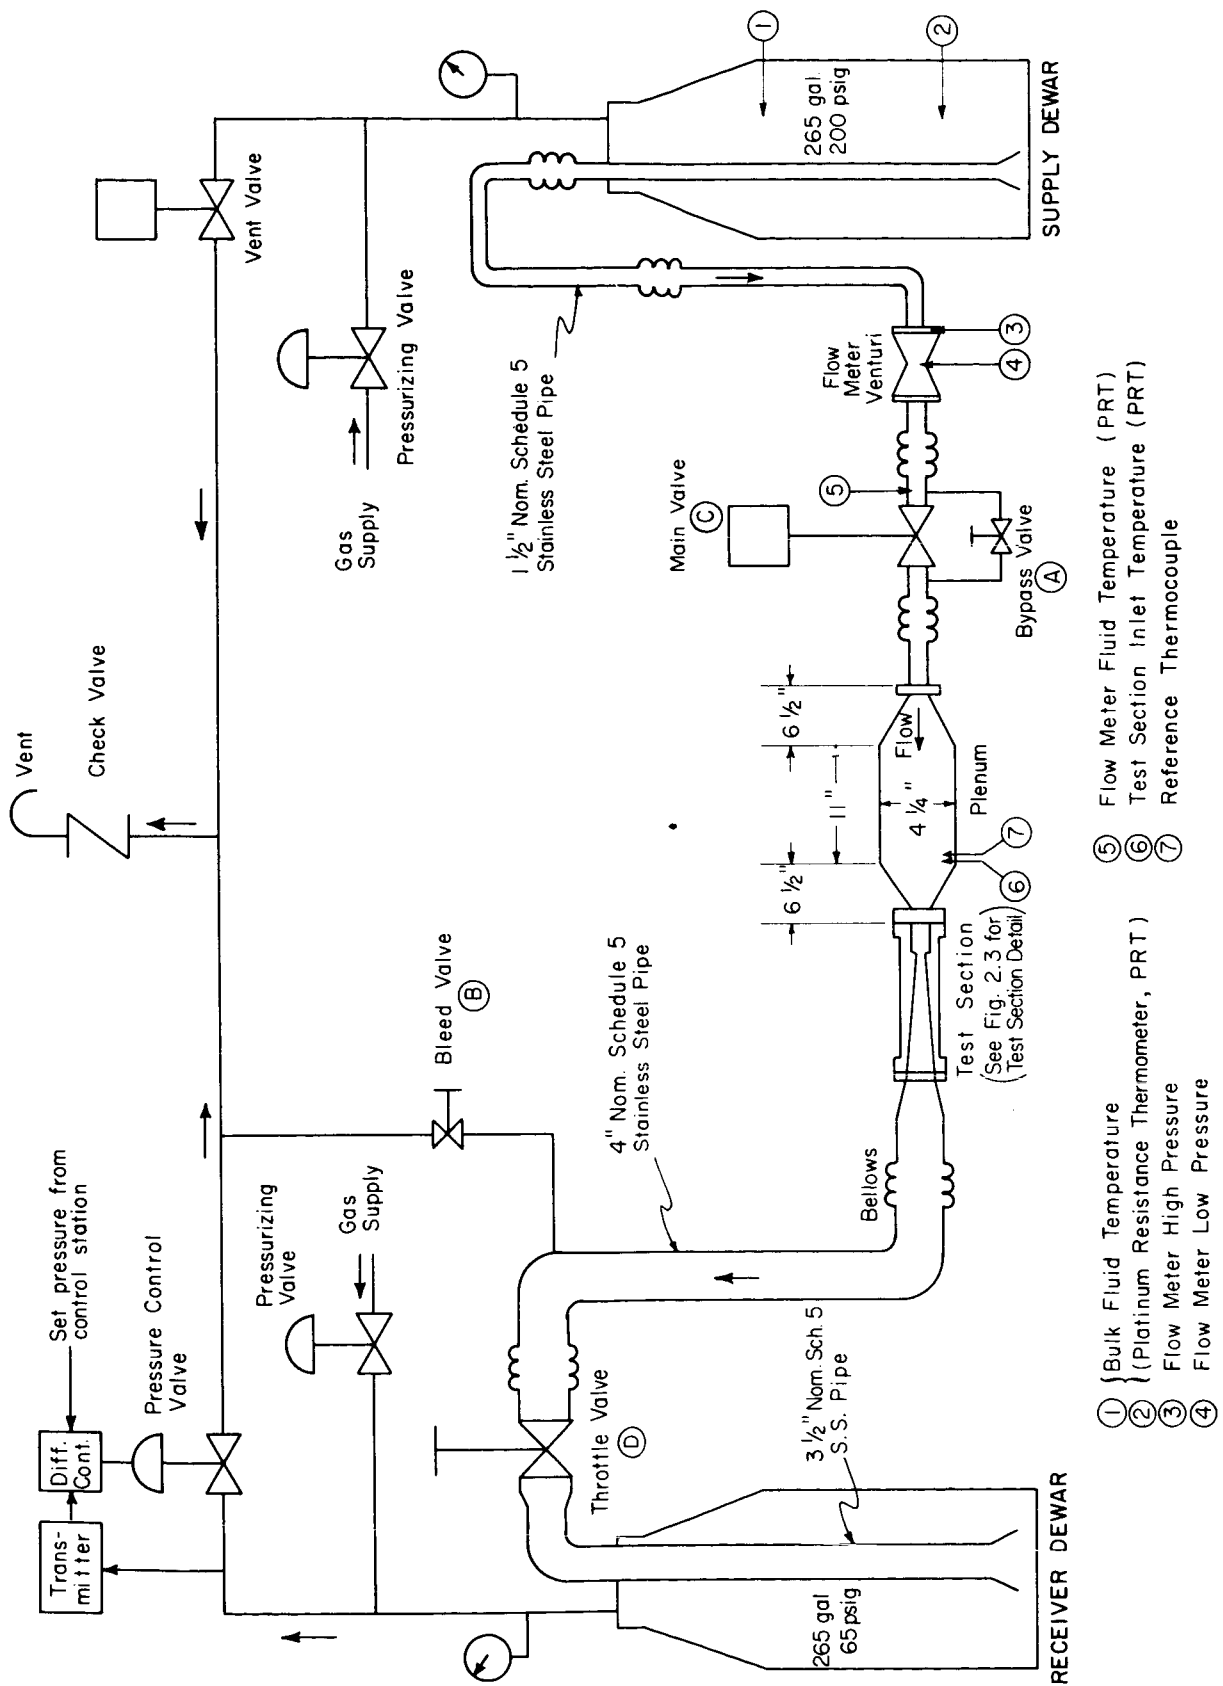 Set pressure from
control station
Trans-
mitter
Diff.
Cont.
Pressure Control
Valve
Pressurizing
Valve
Gas
Supply
Bleed Valve
B
Vent
Check Valve
Vent Valve
Gas
Supply
Pressurizing Valve
1 ½" Nom. Schedule 5
Stainless Steel Pipe
4" Nom. Schedule 5
Stainless Steel Pipe
Throttle Valve
D
3 ½" Nom. Sch. 5
S. S. Pipe
265 gal
65 psig
RECEIVER DEWAR
Bellows
Test Section
(See Fig. 2.3 for
Test Section Detail)
6 ½"
11"
6 ½"
4 ¼"
Flow
Plenum
6
7
Main Valve
C
Bypass Valve
A
5
Flow
Meter
Venturi
3
4
265 gal.
200 psig
1
2
SUPPLY DEWAR
1 Bulk Fluid Temperature
2 (Platinum Resistance Thermometer, PRT)
3 Flow Meter High Pressure
4 Flow Meter Low Pressure
5 Flow Meter Fluid Temperature (PRT)
6 Test Section Inlet Temperature (PRT)
7 Reference Thermocouple